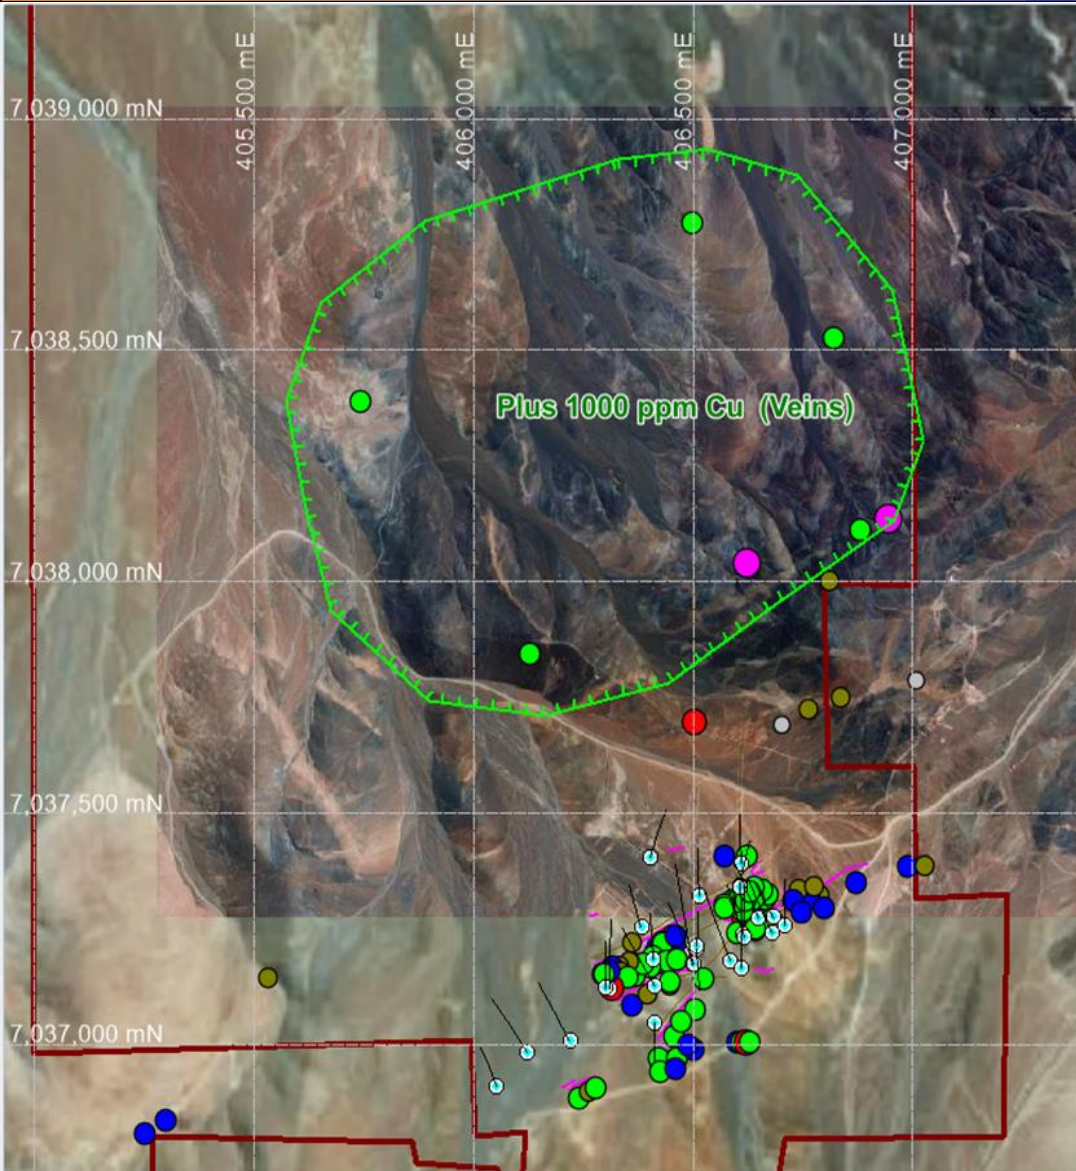 405,500 mE
406,000 mE
406,500 mE
407,000 mE
7,039,000 mN
7,038,500 mN
Plus 1000 ppm Cu (Veins)
7,038,000 mN
7,037,500 mN
7,037,000 mN